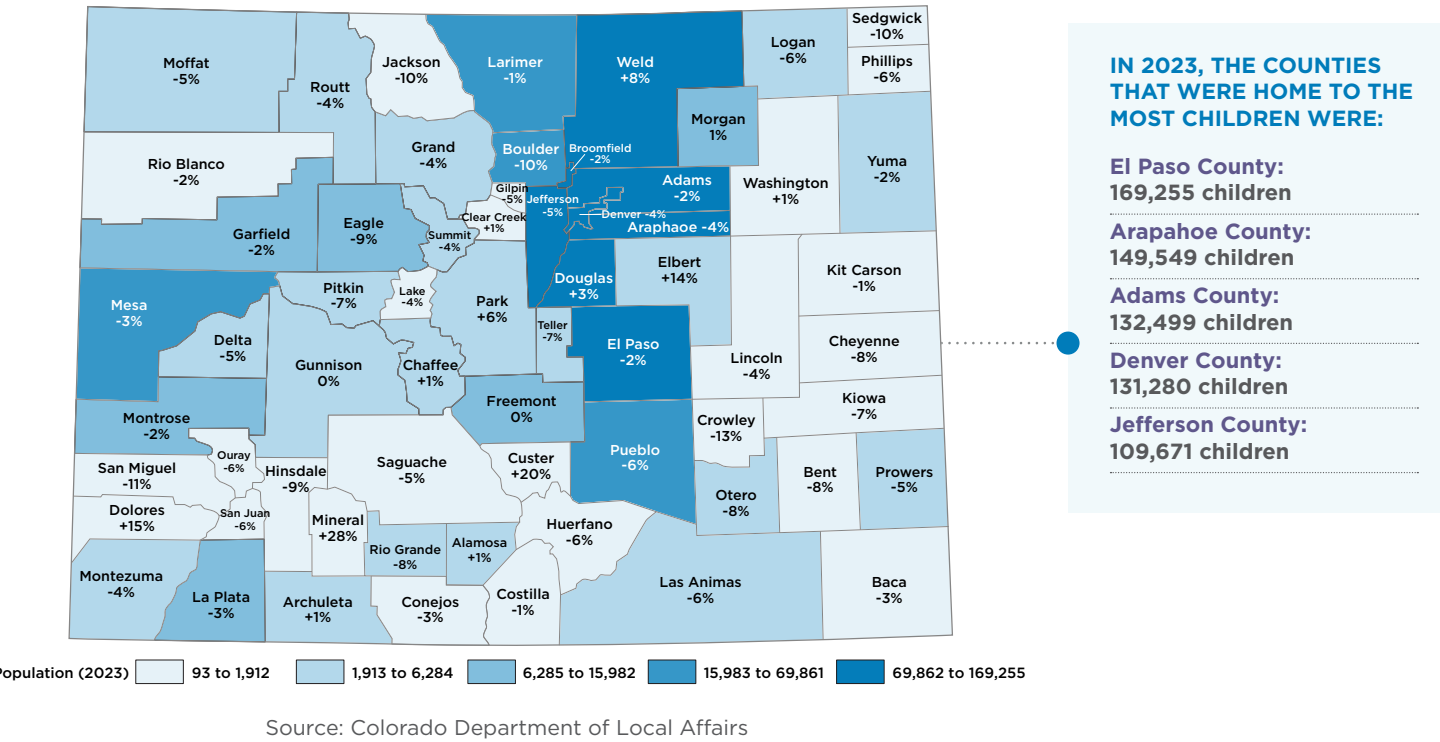 Moffat
-5%
Routt
-4%
Jackson
-10%
Larimer
-1%
Weld
+8%
Logan
-6%
Sedgwick
-10%
Phillips
-6%
Morgan
1%
Rio Blanco
-2%
Grand
-4%
Boulder
-10%
Broomfield
-2%
Yuma
-2%
Washington
+1%
Adams
-2%
Gilpin
-5%
Jefferson
-5%
Clear Creek
+1%
Denver -4%
Araphaoe -4%
Garfield
-2%
Eagle
-9%
Summit
-4%
Elbert
+14%
Kit Carson
-1%
Douglas
+3%
Mesa
-3%
Pitkin
-7%
Lake
-4%
Park
+6%
Teller
-7%
El Paso
-2%
Delta
-5%
Gunnison
0%
Chaffee
+1%
Lincoln
-4%
Cheyenne
-8%
Kiowa
-7%
Freemont
0%
Montrose
-2%
Crowley
-13%
Pueblo
-6%
Ouray
-6%
San Miguel
-11%
Hinsdale
-9%
Saguache
-5%
Custer
+20%
Otero
-8%
Bent
-8%
Prowers
-5%
Dolores
+15%
San Juan
-6%
Mineral
+28%
Rio Grande
-8%
Alamosa
+1%
Huerfano
-6%
Montezuma
-4%
La Plata
-3%
Archuleta
+1%
Conejos
-3%
Costilla
-1%
Las Animas
-6%
Baca
-3%
Population (2023)
93 to 1,912
1,913 to 6,284
6,285 to 15,982
15,983 to 69,861
69,862 to 169,255
Source: Colorado Department of Local Affairs
IN 2023, THE COUNTIES
THAT WERE HOME TO THE
MOST CHILDREN WERE:
El Paso County:
169,255 children
Arapahoe County:
149,549 children
Adams County:
132,499 children
Denver County:
131,280 children
Jefferson County:
109,671 children